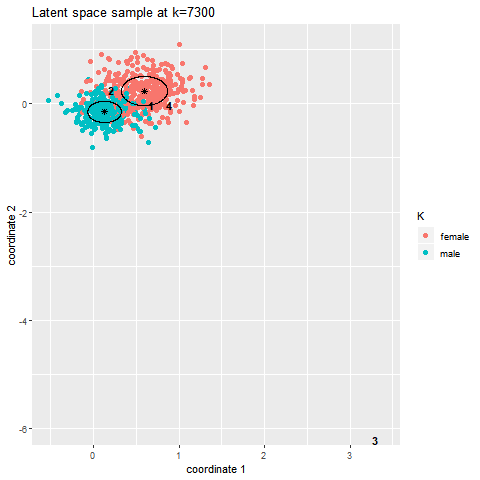 Latent space sample at k=7300
coordinate 2
0
-2
-4
-6
2
1
4
3
0
1
2
3
coordinate 1
K
female
male